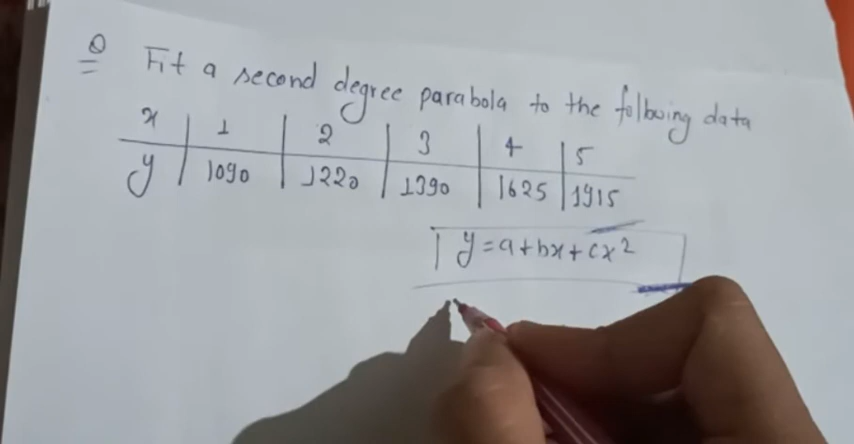 Q Fit a second degree parabola to the following data
x 1 2 3 4 5
y 1090 1220 1390 1625 1915
y = a + bx + cx²